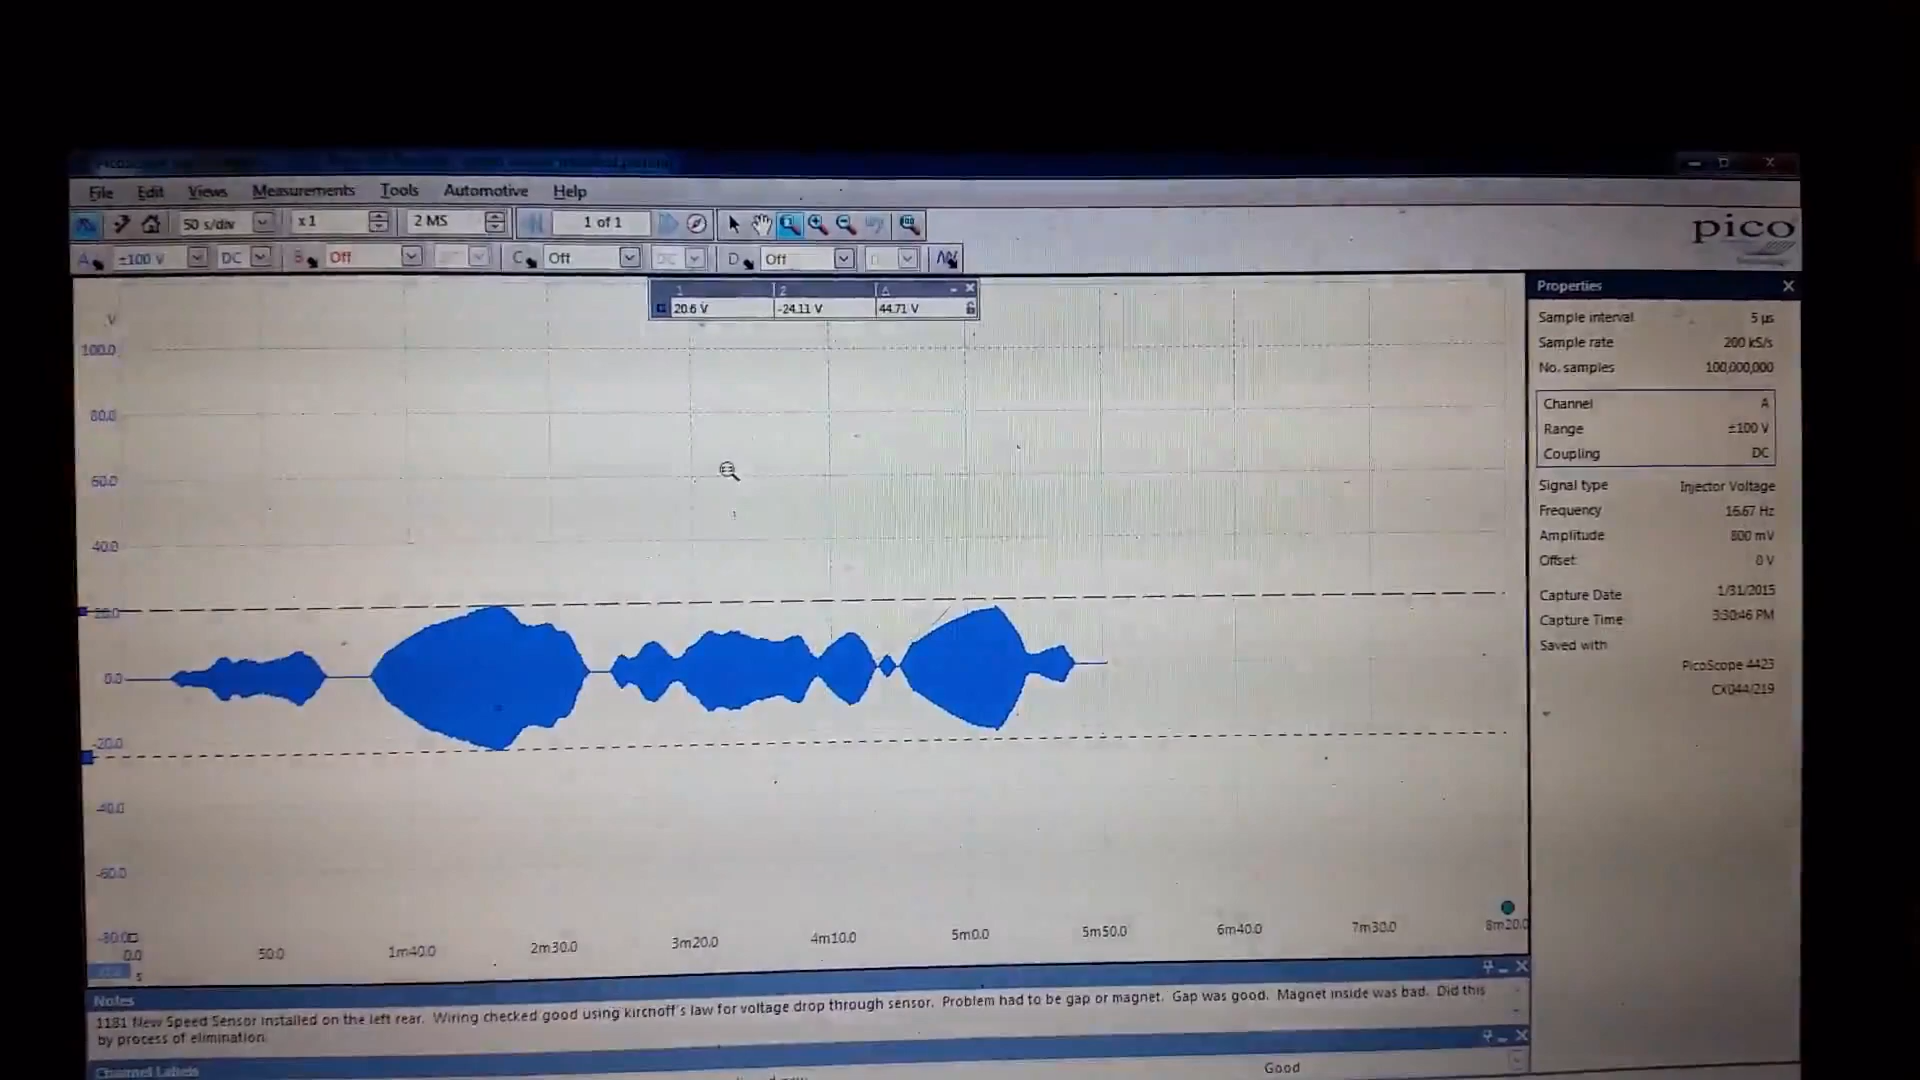 File Edit Views Measurements Tools Automotive Help
50 s/div x1 2 MS 1 of 1
pico
A ±100 V DC B Off C Off DC D Off
1 2 Δ
20.6 V -24.11 V 44.71 V
V
100.0
80.0
60.0
40.0
20.0
0.0
-20.0
-40.0
-60.0
-80.0
0.0 50.0 1m40.0 2m30.0 3m20.0 4m10.0 5m0.0 5m50.0 6m40.0 7m30.0 8m20.0
s
Properties
Sample interval 5 µs
Sample rate 200 kS/s
No. samples 100,000,000
Channel A
Range ±100 V
Coupling DC
Signal type Injector Voltage
Frequency 16.67 Hz
Amplitude 800 mV
Offset 0 V
Capture Date 1/31/2015
Capture Time 3:30:46 PM
Saved with
PicoScope 4423
CX044/219
Notes
1181 New Speed Sensor installed on the left rear. Wiring checked good using kirchoff's law for voltage drop through sensor. Problem had to be gap or magnet. Gap was good. Magnet inside was bad. Did this
by process of elimination.
Channel Labels
Good